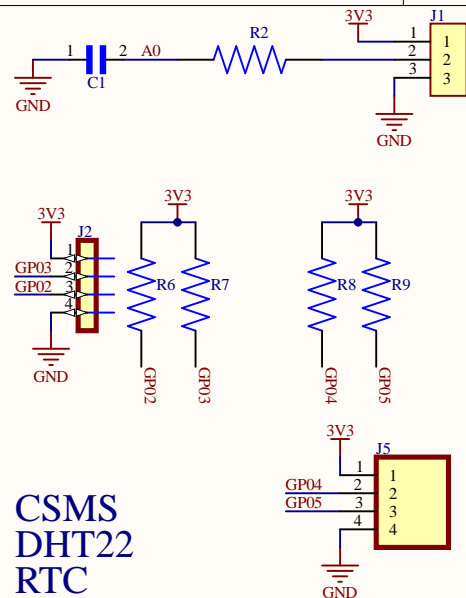 3V3 J1
R2
1 2 A0 1 1
2 2
3 3
C1
GND
GND
3V3 3V3
3V3
J2
1
GP03 2 R6 R7 R8 R9
GP02 3
4
GND
GP02 GP03 GP04 GP05
3V3
J5
1 1
GP04 2 2
GP05 3 3
4 4
GND
CSMS
DHT22
RTC